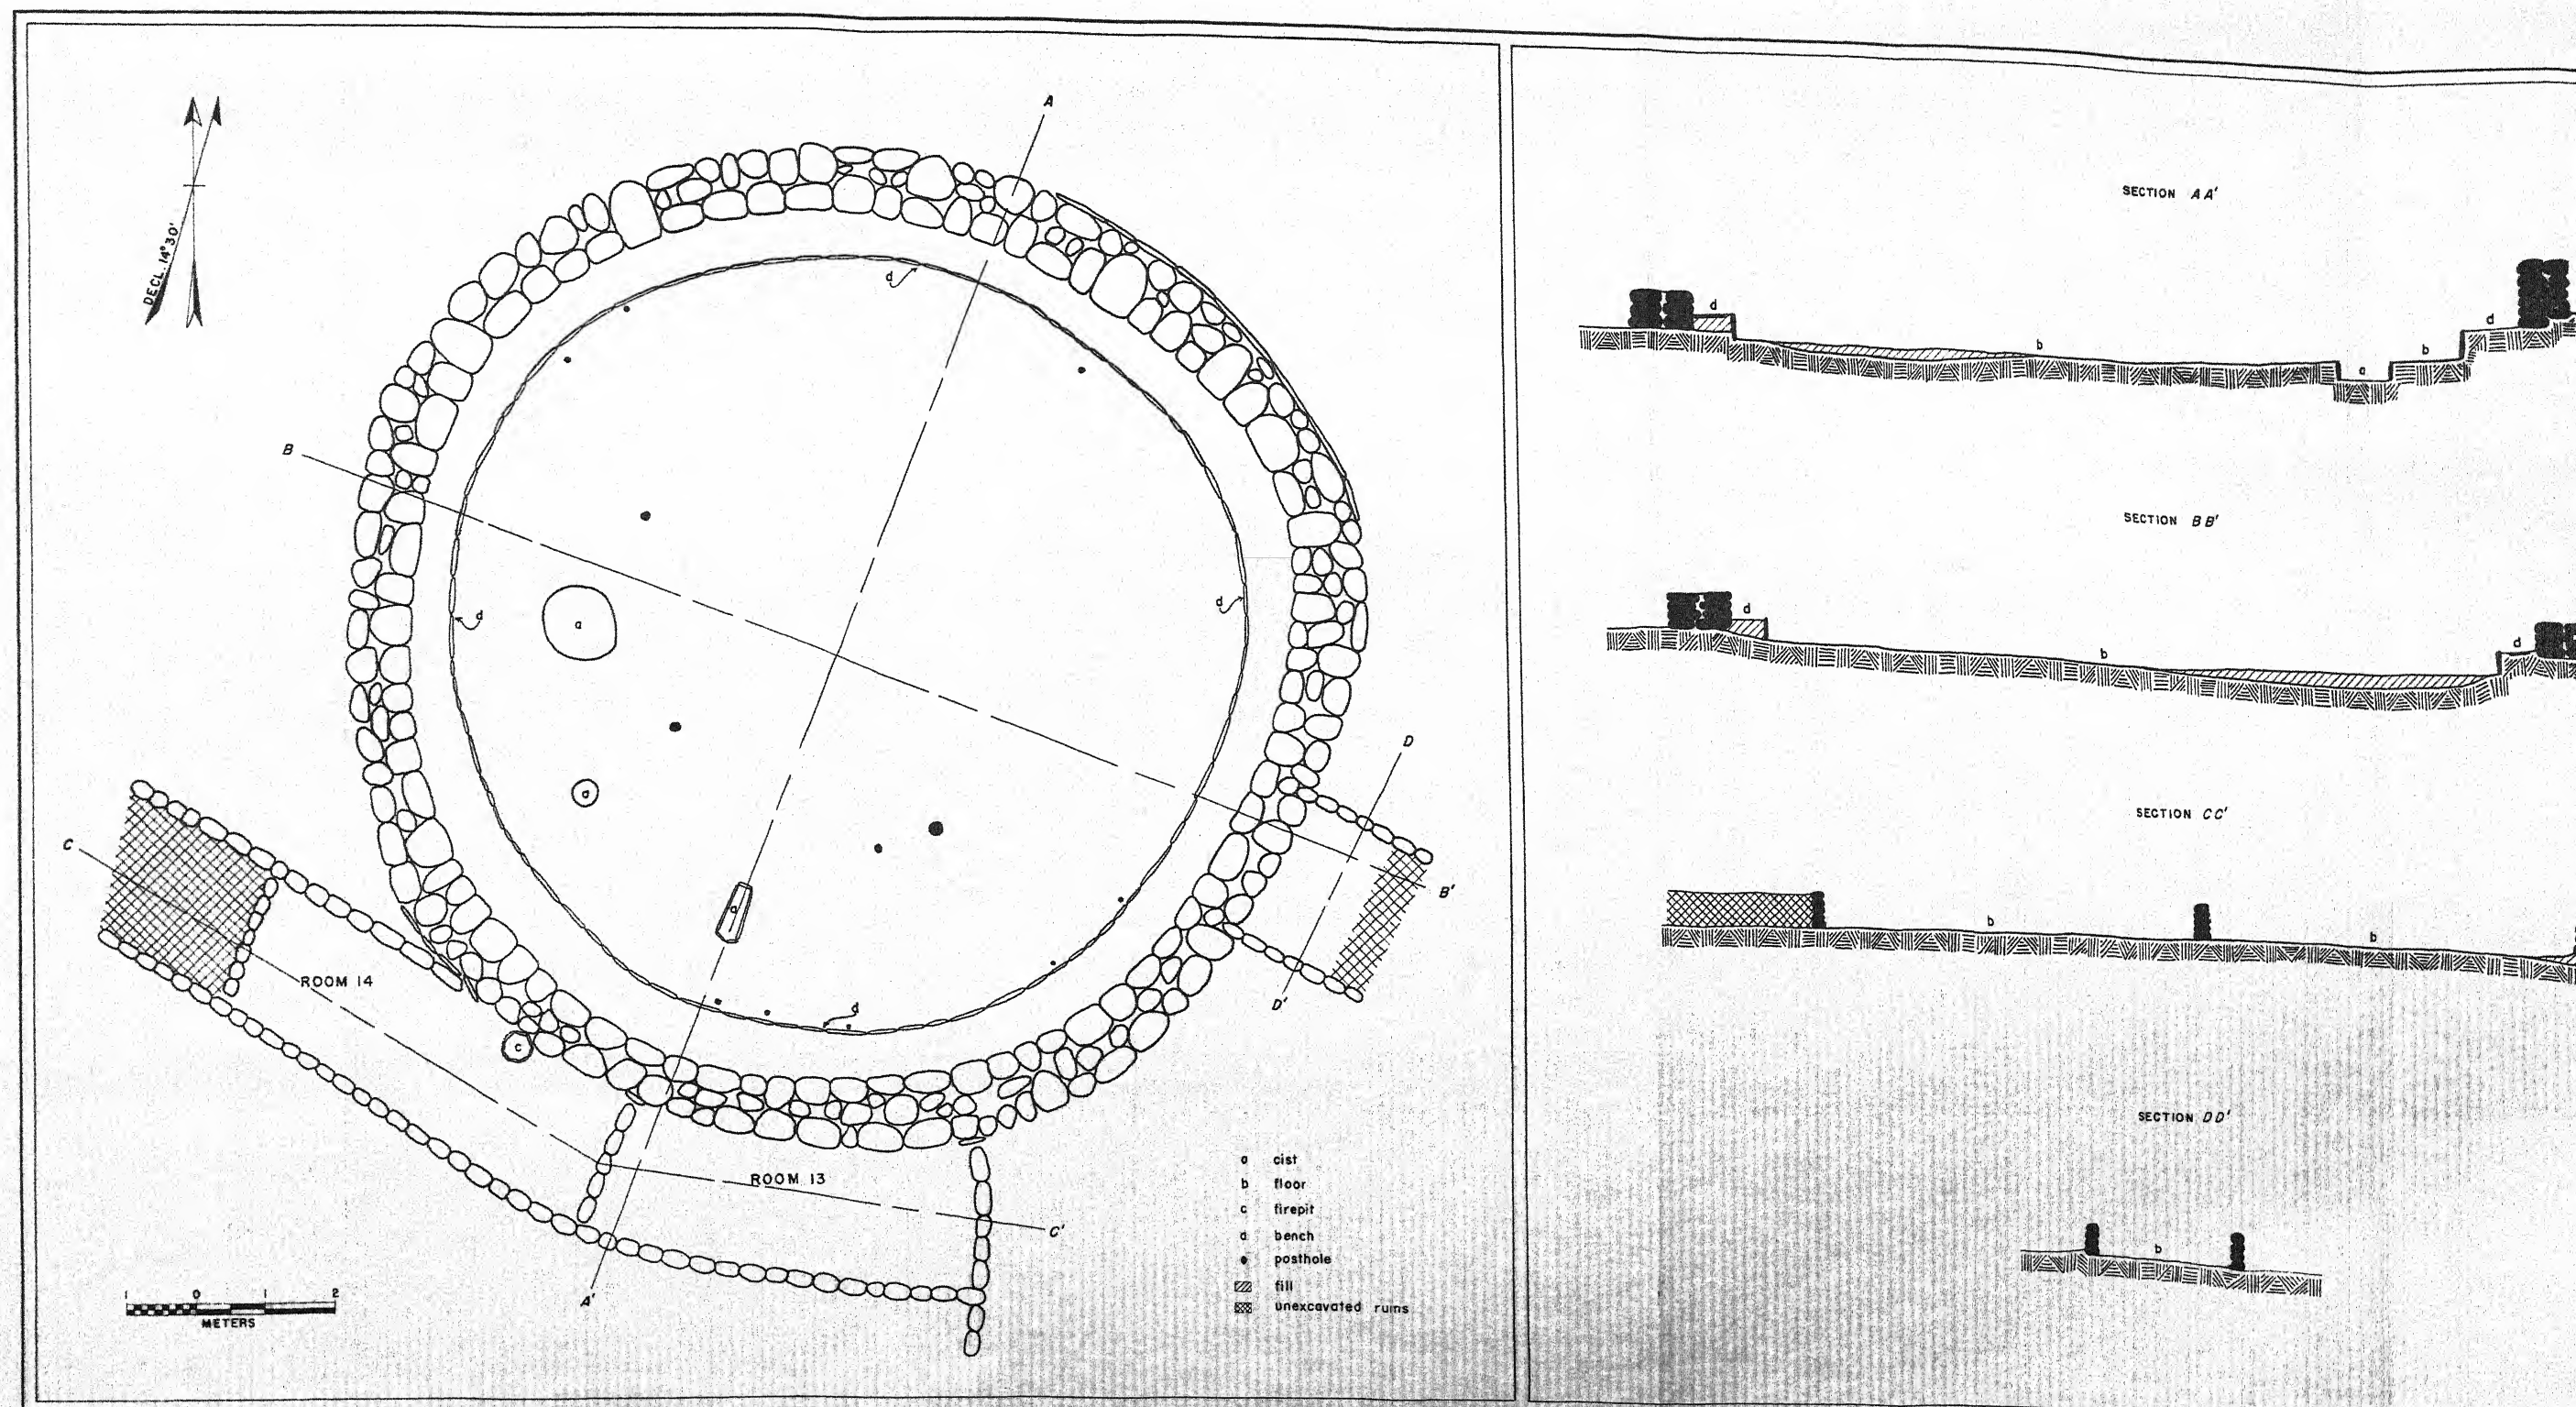 A
DECL. 14°30'
d
B
d
d
a
D
a
C
B'
a
ROOM 14
D'
d
c
ROOM 13
C'
A'
a cist
b floor
c firepit
d bench
posthole
fill
unexcavated ruins
1 0 1 2
METERS
SECTION AA'
d
d
b
b
a
SECTION BB'
d
d
b
SECTION CC'
b
b
SECTION DD'
b